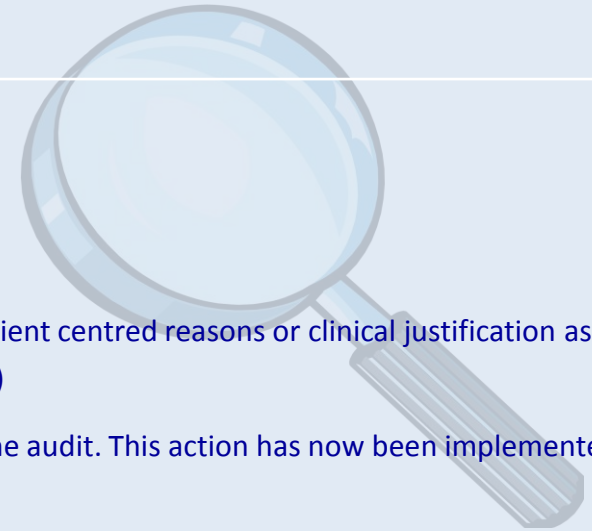 ient centred reasons or clinical justification as
)
ne audit. This action has now been implemente